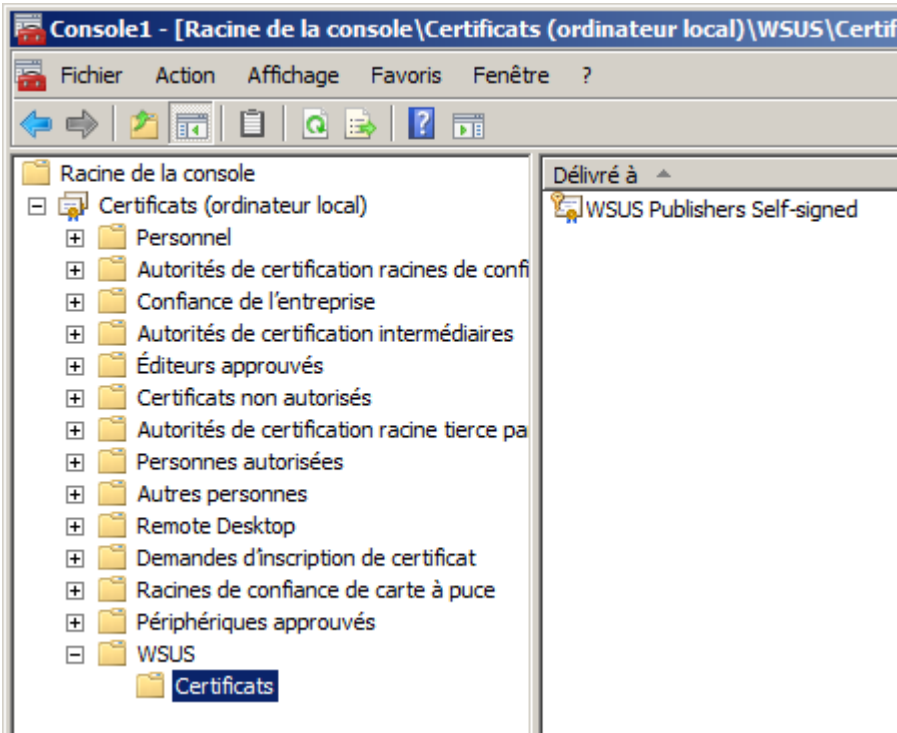 Console1 - [Racine de la console\Certificats (ordinateur local)\WSUS\Certif
Fichier Action Affichage Favoris Fenêtre ?
Racine de la console
Certificats (ordinateur local)
Personnel
Autorités de certification racines de confi
Confiance de l'entreprise
Autorités de certification intermédiaires
Éditeurs approuvés
Certificats non autorisés
Autorités de certification racine tierce pa
Personnes autorisées
Autres personnes
Remote Desktop
Demandes d'inscription de certificat
Racines de confiance de carte à puce
Périphériques approuvés
WSUS
Certificats
Délivré à
WSUS Publishers Self-signed